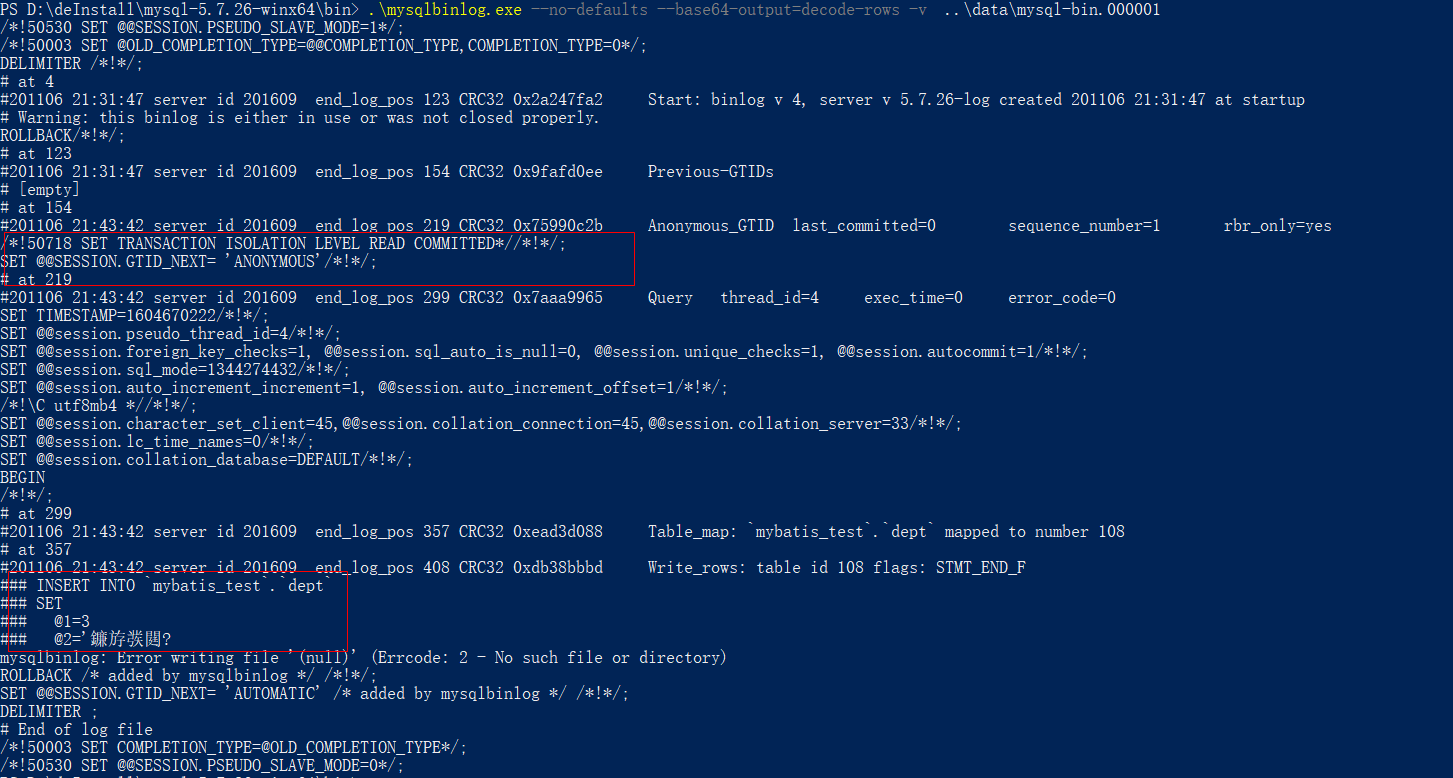 PS D:\deInstall\mysql-5.7.26-winx64\bin> .\mysqlbinlog.exe --no-defaults --base64-output=decode-rows -v  ..\data\mysql-bin.000001
/*!50530 SET @@SESSION.PSEUDO_SLAVE_MODE=1*/;
/*!50003 SET @OLD_COMPLETION_TYPE=@@COMPLETION_TYPE,COMPLETION_TYPE=0*/;
DELIMITER /*!*/;
# at 4
#201106 21:31:47 server id 201609  end_log_pos 123 CRC32 0x2a247fa2     Start: binlog v 4, server v 5.7.26-log created 201106 21:31:47 at startup
# Warning: this binlog is either in use or was not closed properly.
ROLLBACK/*!*/;
# at 123
#201106 21:31:47 server id 201609  end_log_pos 154 CRC32 0x9fafd0ee     Previous-GTIDs
# [empty]
# at 154
#201106 21:43:42 server id 201609  end_log_pos 219 CRC32 0x75990c2b     Anonymous_GTID  last_committed=0        sequence_number=1       rbr_only=yes
/*!50718 SET TRANSACTION ISOLATION LEVEL READ COMMITTED*//*!*/;
SET @@SESSION.GTID_NEXT= 'ANONYMOUS'/*!*/;
# at 219
#201106 21:43:42 server id 201609  end_log_pos 299 CRC32 0x7aaa9965     Query   thread_id=4     exec_time=0     error_code=0
SET TIMESTAMP=1604670222/*!*/;
SET @@session.pseudo_thread_id=4/*!*/;
SET @@session.foreign_key_checks=1, @@session.sql_auto_is_null=0, @@session.unique_checks=1, @@session.autocommit=1/*!*/;
SET @@session.sql_mode=1344274432/*!*/;
SET @@session.auto_increment_increment=1, @@session.auto_increment_offset=1/*!*/;
/*!\C utf8mb4 *//*!*/;
SET @@session.character_set_client=45,@@session.collation_connection=45,@@session.collation_server=33/*!*/;
SET @@session.lc_time_names=0/*!*/;
SET @@session.collation_database=DEFAULT/*!*/;
BEGIN
/*!*/;
# at 299
#201106 21:43:42 server id 201609  end_log_pos 357 CRC32 0xead3d088     Table_map: `mybatis_test`.`dept` mapped to number 108
# at 357
#201106 21:43:42 server id 201609  end_log_pos 408 CRC32 0xdb38bbbd     Write_rows: table id 108 flags: STMT_END_F
### INSERT INTO `mybatis_test`.`dept`
### SET
###   @1=3
###   @2='
mysqlbinlog: Error writing file '(null)' (Errcode: 2 - No such file or directory)
ROLLBACK /* added by mysqlbinlog */ /*!*/;
SET @@SESSION.GTID_NEXT= 'AUTOMATIC' /* added by mysqlbinlog */ /*!*/;
DELIMITER ;
# End of log file
/*!50003 SET COMPLETION_TYPE=@OLD_COMPLETION_TYPE*/;
/*!50530 SET @@SESSION.PSEUDO_SLAVE_MODE=0*/;